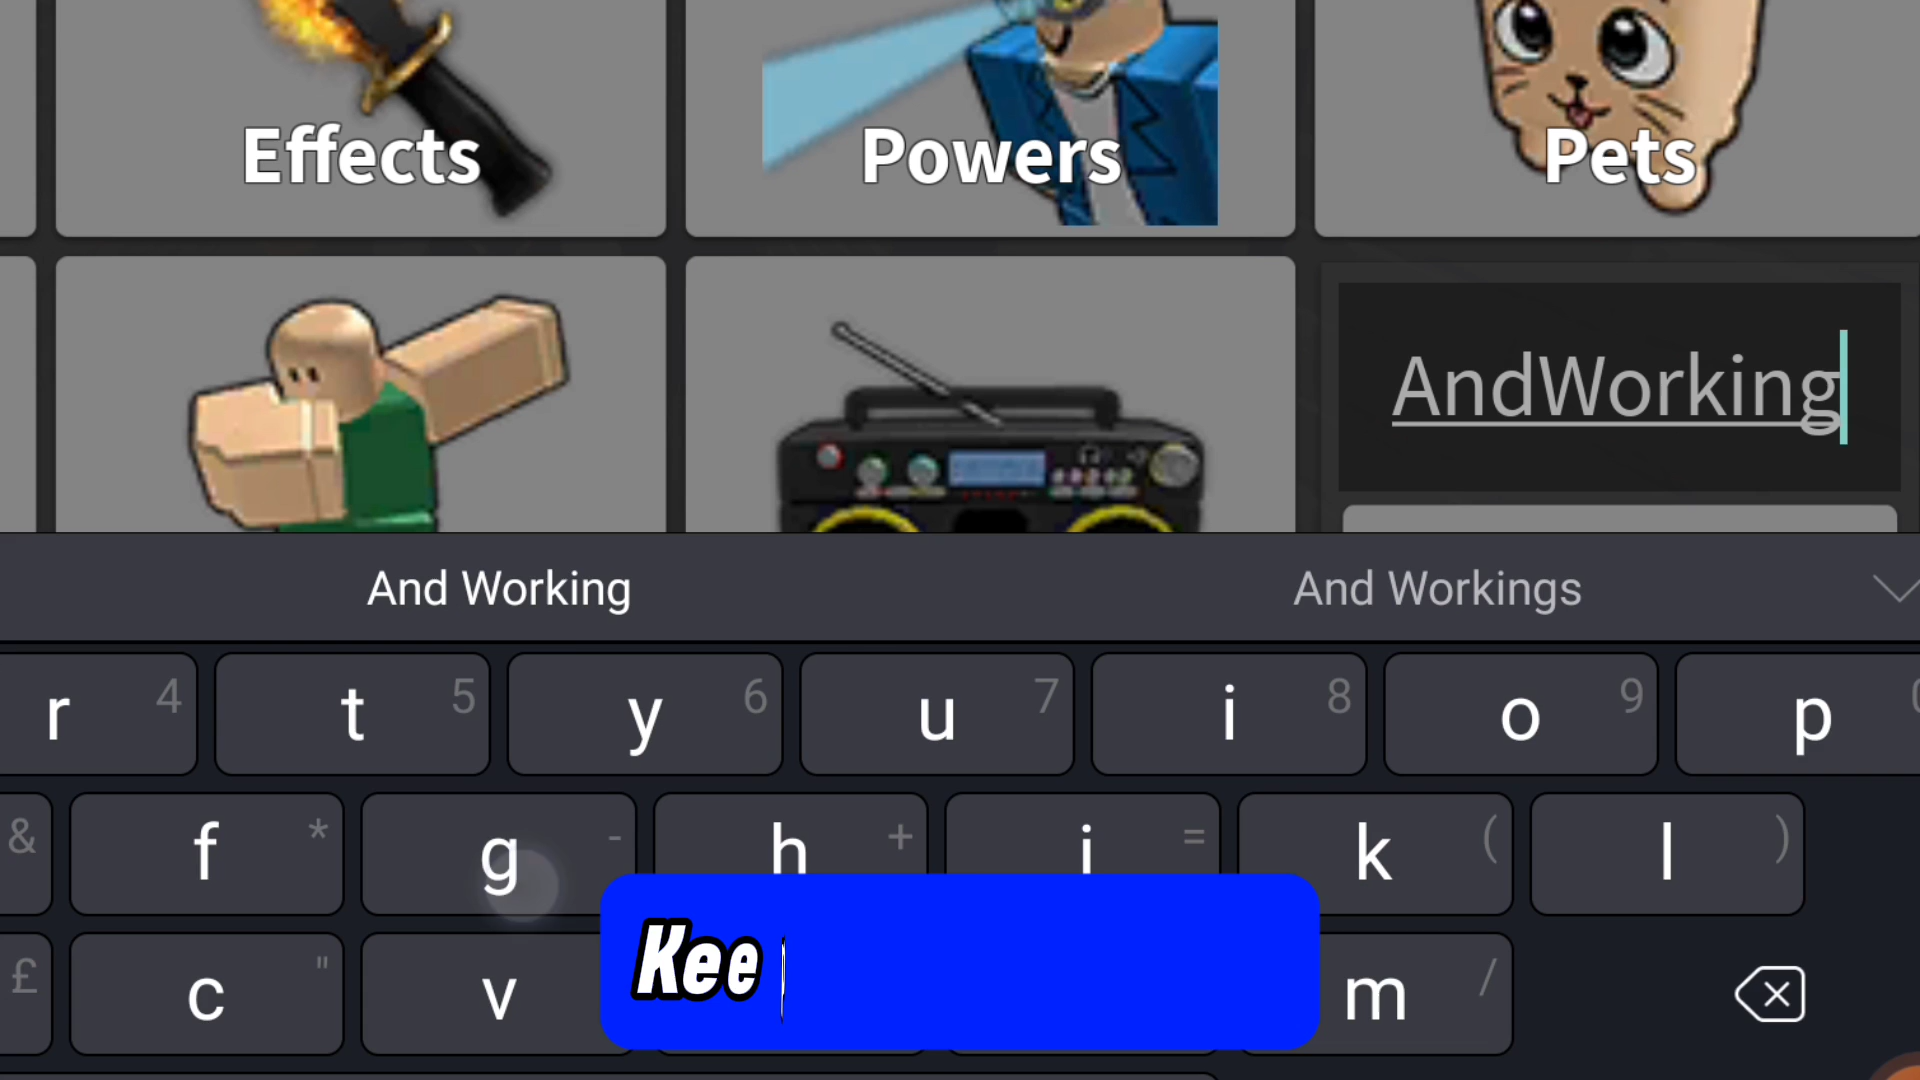 Effects Powers Pets
AndWorking
And Working And Workings
r 4 t 5 y 6 u 7 i 8 o 9 p
& f * g - h + j = k ( l )
£ c " v m /
Kee